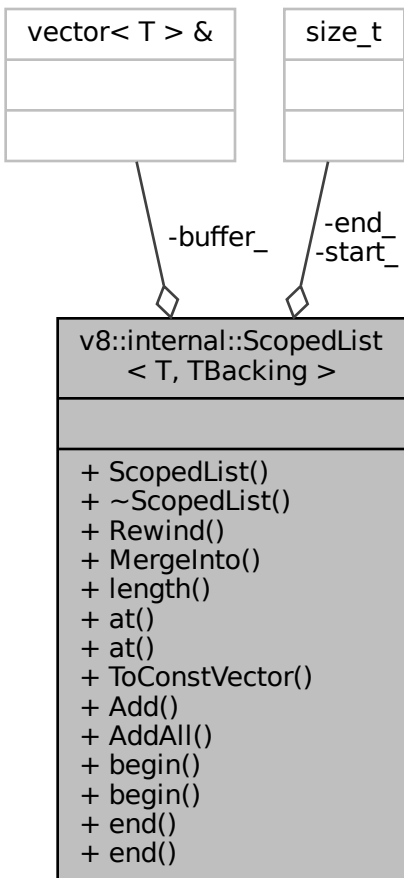 vector< T > &
size_t
-buffer_
-end_
-start_
v8::internal::ScopedList
< T, TBacking >
+ ScopedList()
+ ~ScopedList()
+ Rewind()
+ MergeInto()
+ length()
+ at()
+ at()
+ ToConstVector()
+ Add()
+ AddAll()
+ begin()
+ begin()
+ end()
+ end()